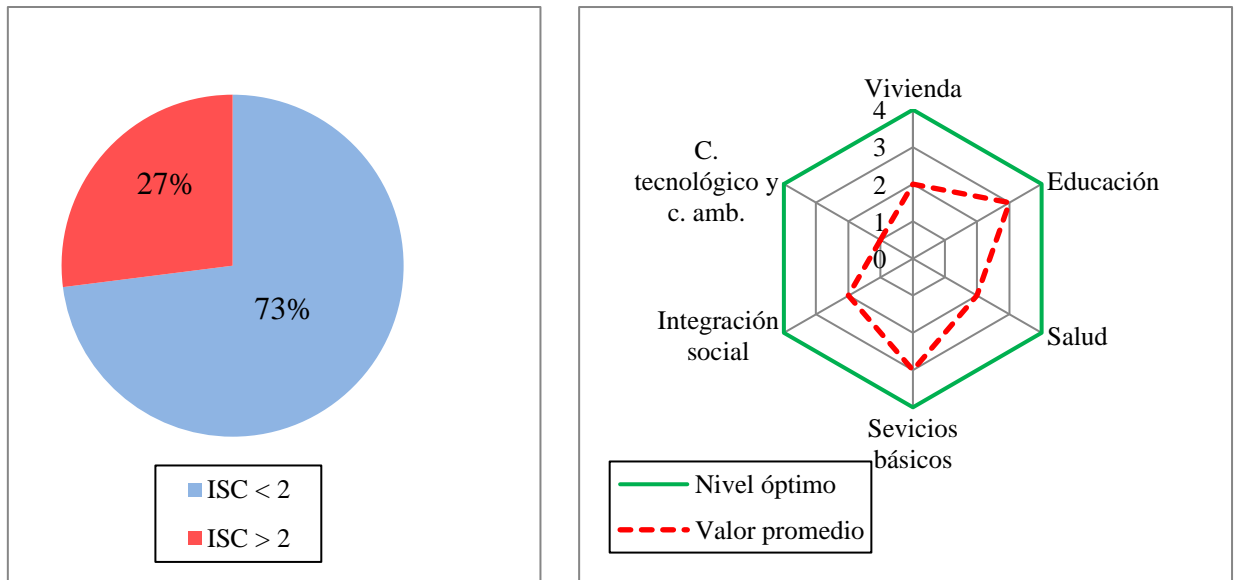 27%
73%
ISC < 2
ISC > 2
Vivienda
4
3
2
1
0
Educación
Salud
Sevicios
básicos
Integración
social
C.
tecnológico y
c. amb.
Nivel óptimo
Valor promedio